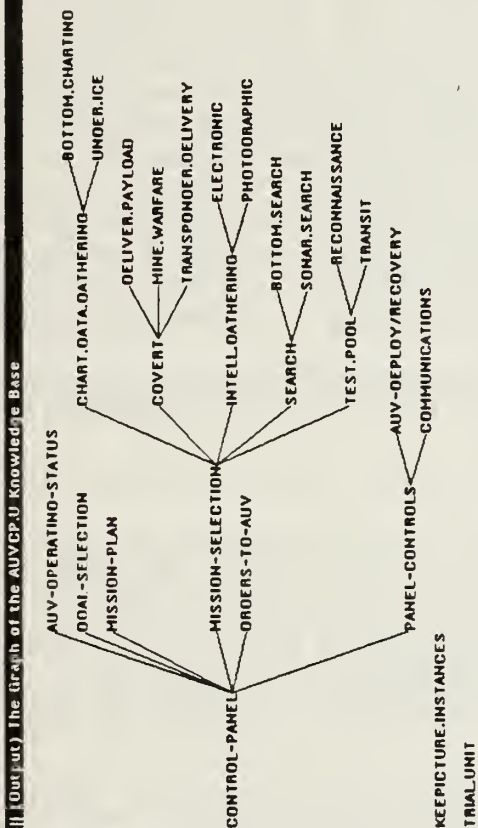 (Output) The Graph of the AUVCP.U Knowledge Base
CONTROL-PANEL
AUV-OPERATING-STATUS
GOAL-SELECTION
MISSION-PLAN
MISSION-SELECTION
CHART.DATA.GATHERING
BOTTOM.CHARTING
UNDER.ICE
COVERT
DELIVER.PAYLOAD
MINE.WARFARE
TRANSPONDER.DELIVERY
INTELL.GATHERING
ELECTRONIC
PHOTOGRAPHIC
SEARCH
BOTTOM.SEARCH
SONAR.SEARCH
TEST.POOL
RECONNAISSANCE
TRANSIT
ORDERS-TO-AUV
PANEL-CONTROLS
AUV-DEPLOY/RECOVERY
COMMUNICATIONS
KEEPICTURE.INSTANCES
TRIAL.UNIT